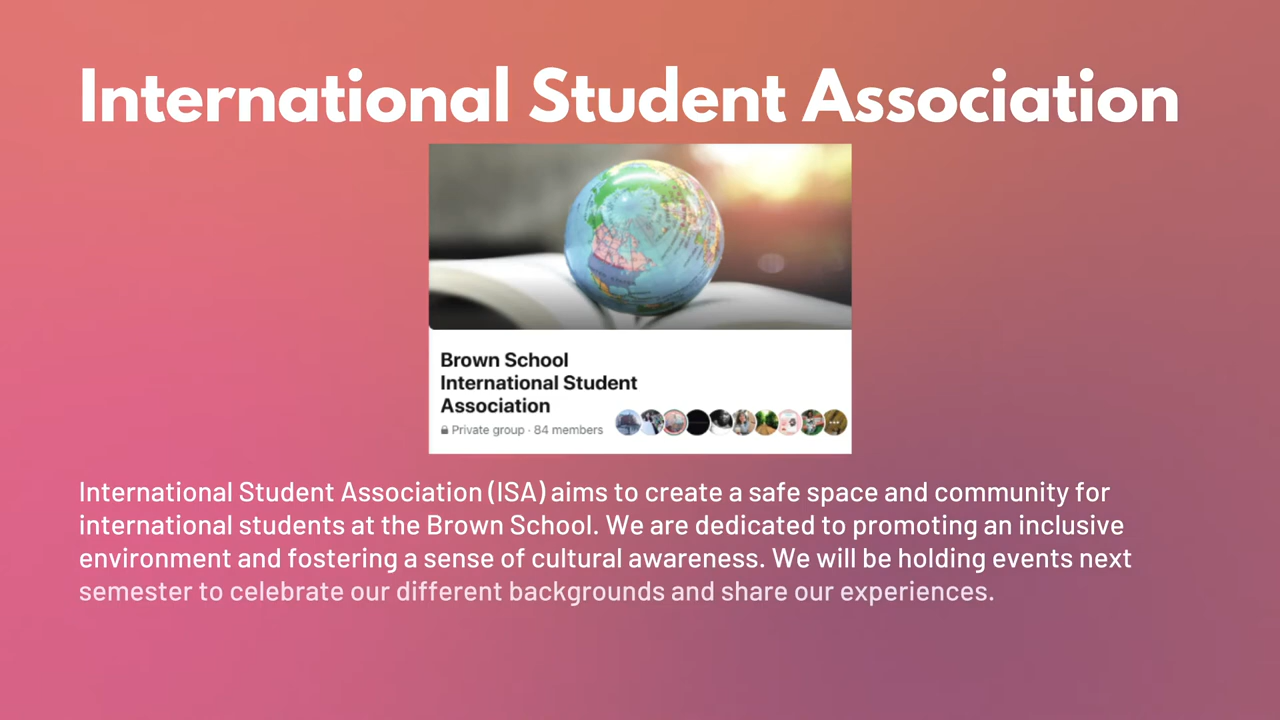 International Student Association
Brown School
International Student
Association
Private group · 84 members
International Student Association (ISA) aims to create a safe space and community for
international students at the Brown School. We are dedicated to promoting an inclusive
environment and fostering a sense of cultural awareness. We will be holding events next
semester to celebrate our different backgrounds and share our experiences.